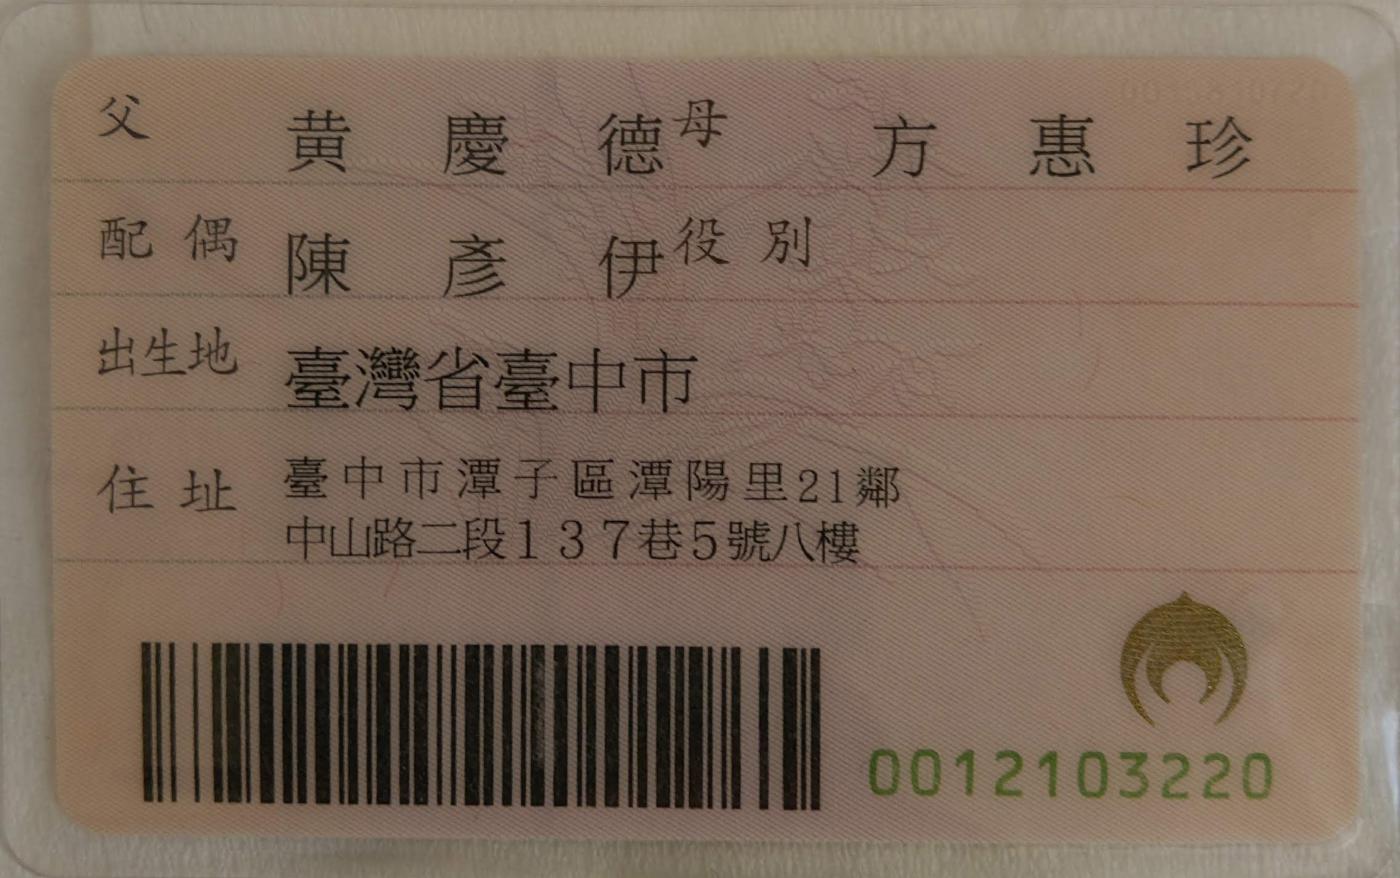 父 黃慶德 母 方惠珍
配偶 陳彥伊 役別
出生地 臺灣省臺中市
住址 臺中市潭子區潭陽里21鄰
中山路二段137巷5號八樓
0012103220